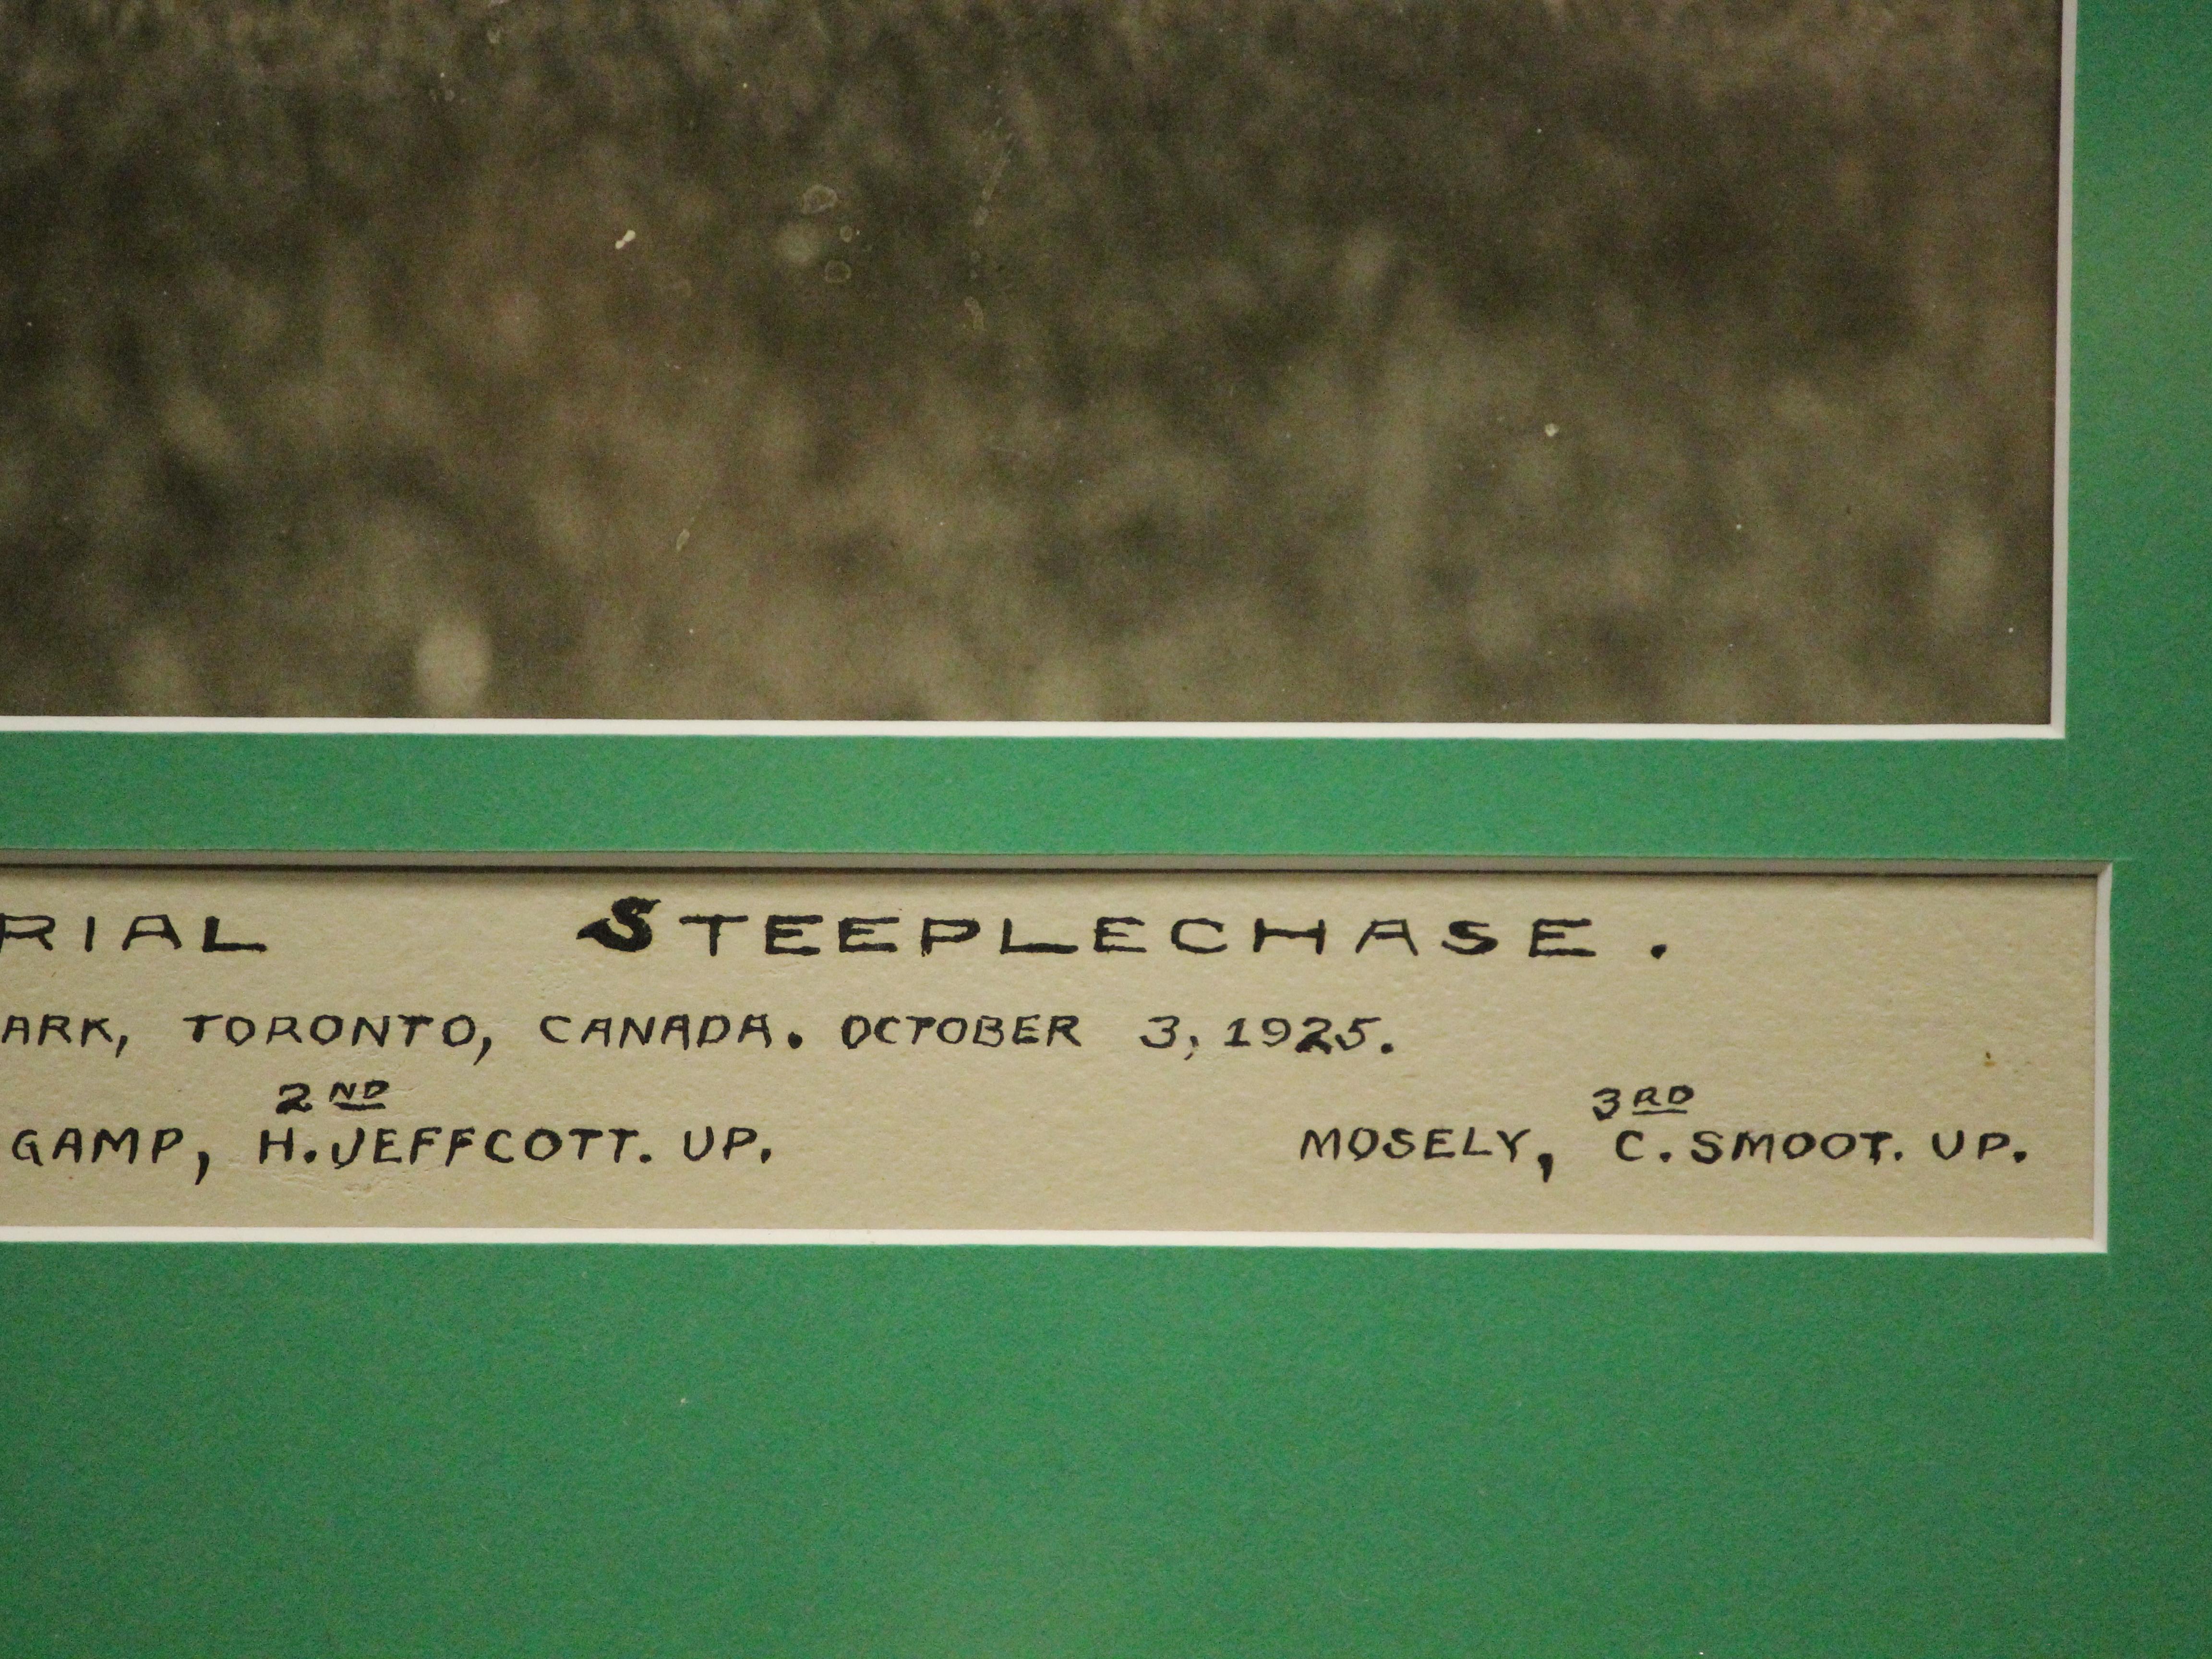 RIAL STEEPLECHASE.
ARK, TORONTO, CANADA. OCTOBER 3, 1925.
2ND 3RD
GAMP, H. JEFFCOTT. UP. MOSELY, C. SMOOT. UP.